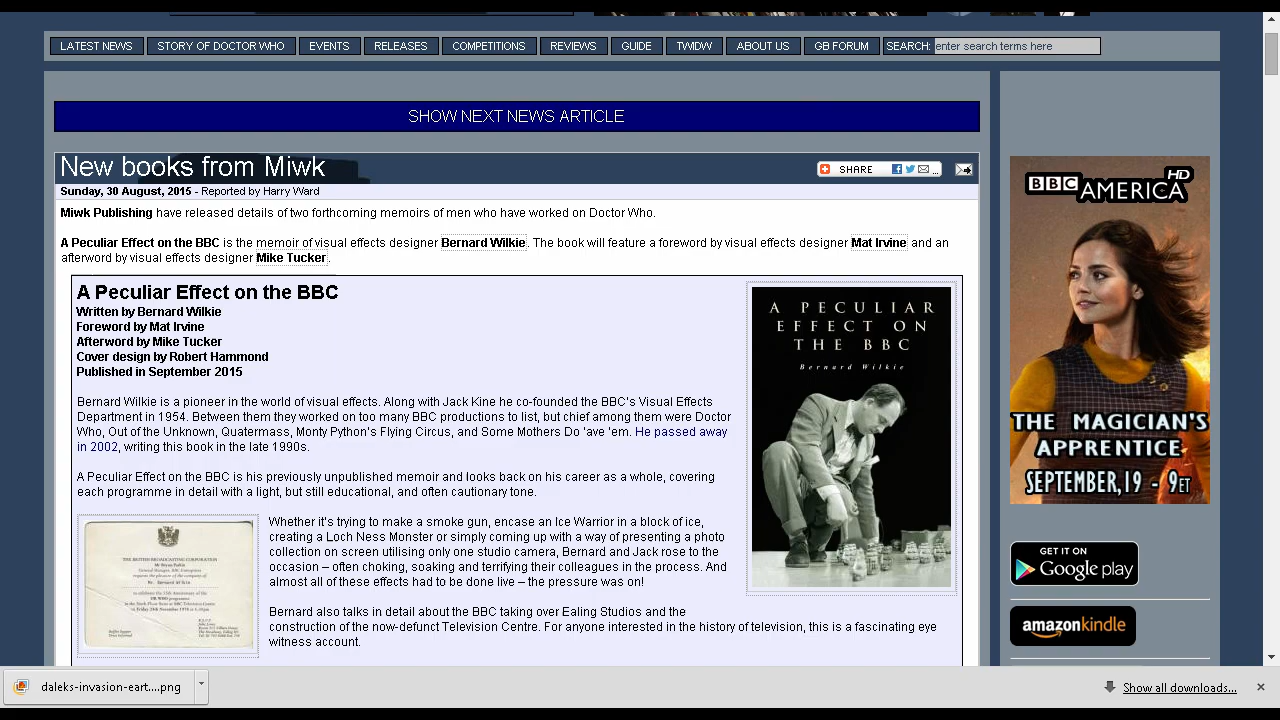 LATEST NEWS STORY OF DOCTOR WHO EVENTS RELEASES COMPETITIONS REVIEWS GUIDE TWIDW ABOUT US GB FORUM SEARCH: enter search terms here
SHOW NEXT NEWS ARTICLE
New books from Miwk
SHARE
Sunday, 30 August, 2015 - Reported by Harry Ward
Miwk Publishing have released details of two forthcoming memoirs of men who have worked on Doctor Who.
A Peculiar Effect on the BBC is the memoir of visual effects designer Bernard Wilkie. The book will feature a foreword by visual effects designer Mat Irvine and an
afterword by visual effects designer Mike Tucker.
A Peculiar Effect on the BBC
Written by Bernard Wilkie
Foreword by Mat Irvine
Afterword by Mike Tucker
Cover design by Robert Hammond
Published in September 2015
Bernard Wilkie is a pioneer in the world of visual effects. Along with Jack Kine he co-founded the BBC's Visual Effects
Department in 1954. Between them they worked on too many BBC productions to list, but chief among them were Doctor
Who, Out of the Unknown, Quatermass, Monty Python and Some Mothers Do 'ave 'em. He passed away
in 2002, writing this book in the late 1990s.
A Peculiar Effect on the BBC is his previously unpublished memoir and looks back on his career as a whole, covering
each programme in detail with a light, but still educational, and often cautionary tone.
Whether it's trying to make a smoke gun, encase an Ice Warrior in a block of ice,
creating a Loch Ness Monster or simply coming up with a way of presenting a photo
collection on screen utilising only one studio camera, Bernard and Jack rose to the
occasion – often choking, soaking and terrifying their colleagues in the process. And
almost all of these effects had to be done live – the pressure was on!
Bernard also goes in detail about the BBC taking over Ealing Studios and the
construction of the now-defunct Television Centre. For anyone interested in the history of television, this is a fascinating eye
witness account.
A PECULIAR
EFFECT ON
THE BBC
Bernard Wilkie
THE BRITISH BROADCASTING CORPORATION
BBC AMERICA HD
THE MAGICIAN'S
APPRENTICE
SEPTEMBER,19 - 9ET
GET IT ON
Google play
amazonkindle
daleks-invasion-eart....png
Show all downloads...